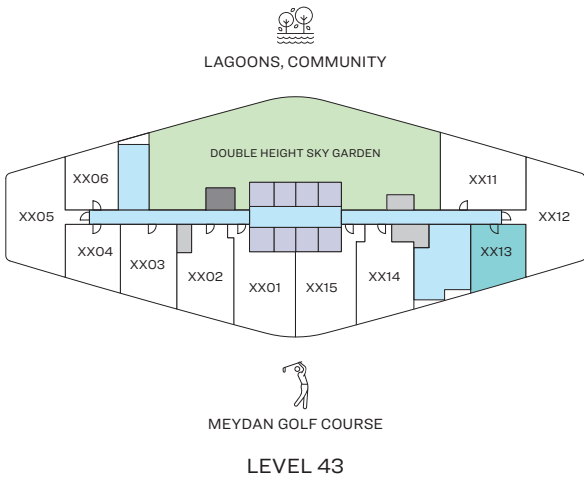 LAGOONS, COMMUNITY
DOUBLE HEIGHT SKY GARDEN
XX06
XX11
XX05
XX12
XX04
XX03
XX02
XX01
XX15
XX14
XX13
MEYDAN GOLF COURSE
LEVEL 43